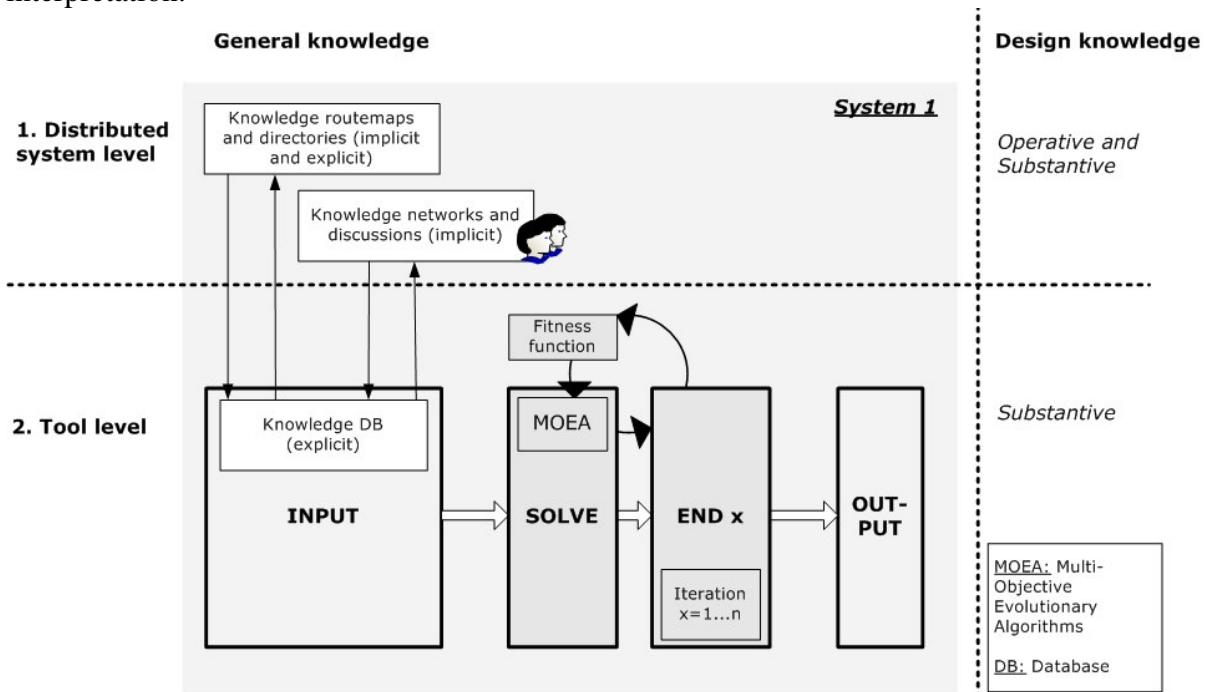 interpretation.
General knowledge
Design knowledge
System 1
1. Distributed
system level
Knowledge routemaps
and directories (implicit
and explicit)
Operative and
Substantive
Knowledge networks and
discussions (implicit)
2. Tool level
Fitness
function
Knowledge DB
(explicit)
MOEA
Substantive
INPUT
SOLVE
END x
OUT-
PUT
Iteration
x=1...n
MOEA: Multi-
Objective
Evolutionary
Algorithms
DB: Database